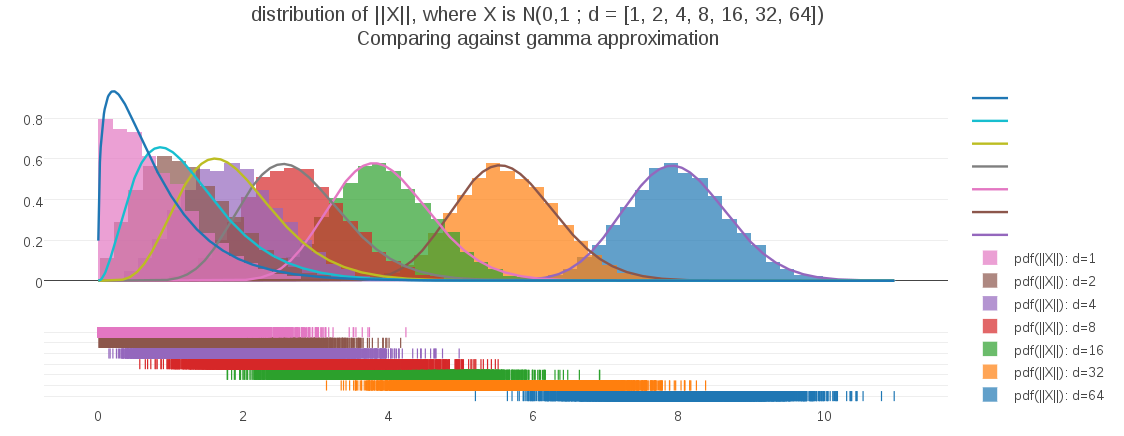 distribution of ||X||, where X is N(0,1 ; d = [1, 2, 4, 8, 16, 32, 64])
Comparing against gamma approximation
0.8
0.6
0.4
0.2
0
0 2 4 6 8 10
pdf(||X||): d=1
pdf(||X||): d=2
pdf(||X||): d=4
pdf(||X||): d=8
pdf(||X||): d=16
pdf(||X||): d=32
pdf(||X||): d=64